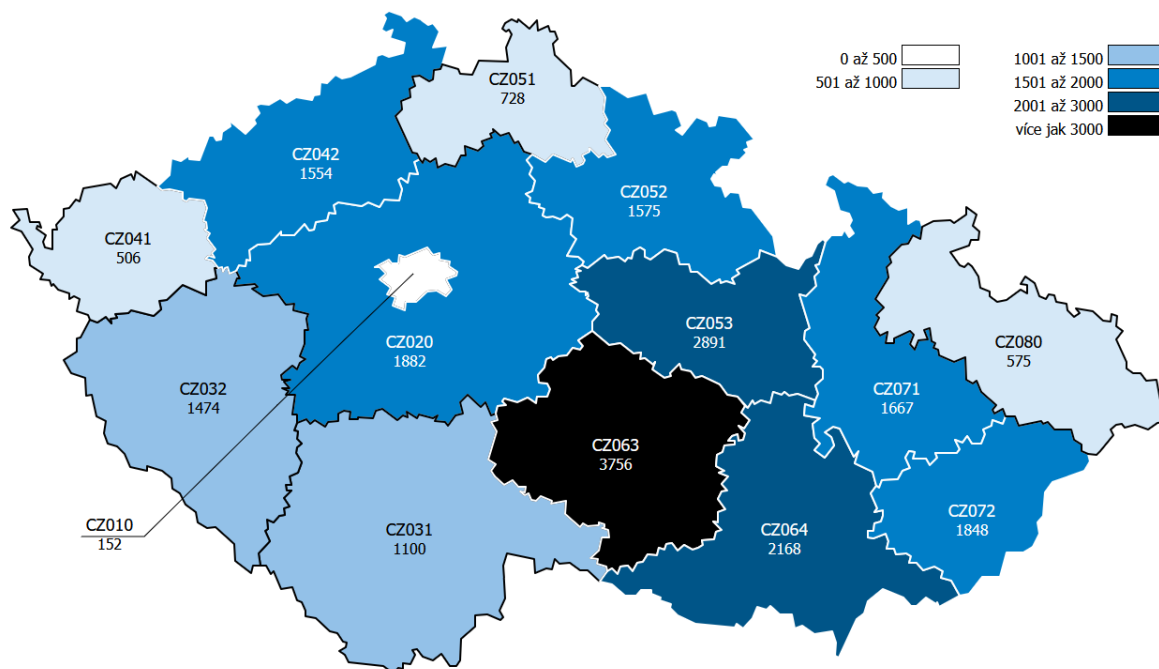 0 až 500
501 až 1000
1001 až 1500
1501 až 2000
2001 až 3000
více jak 3000
CZ051
728
CZ042
1554
CZ052
1575
CZ041
506
CZ053
2891
CZ020
1882
CZ080
575
CZ032
1474
CZ071
1667
CZ063
3756
CZ010
152
CZ031
1100
CZ064
2168
CZ072
1848